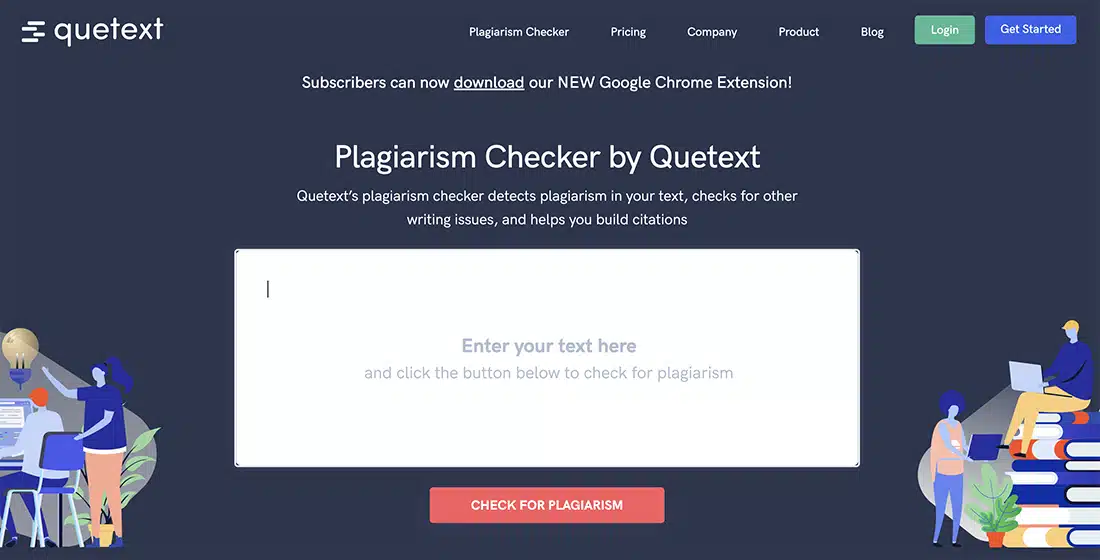 quetext
Plagiarism Checker
Pricing
Company
Product
Blog
Login
Get Started
Subscribers can now download our NEW Google Chrome Extension!
Plagiarism Checker by Quetext
Quetext’s plagiarism checker detects plagiarism in your text, checks for other
writing issues, and helps you build citations
Enter your text here
and click the button below to check for plagiarism
CHECK FOR PLAGIARISM